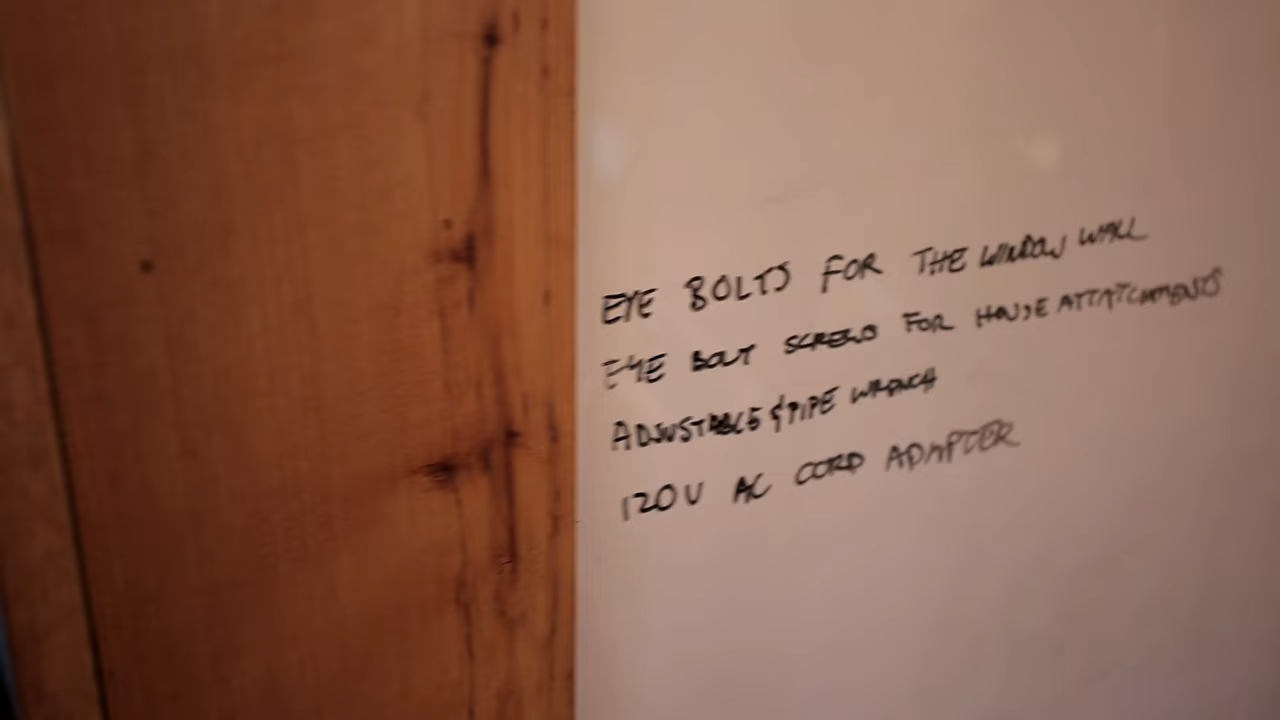 EYE BOLTS FOR THE WINDOW WALL
EYE BOLT SCREWS FOR HOUSE ATTATCHMENTS
ADJUSTABLE & PIPE WRENCH
120V AC CORD ADAPTER